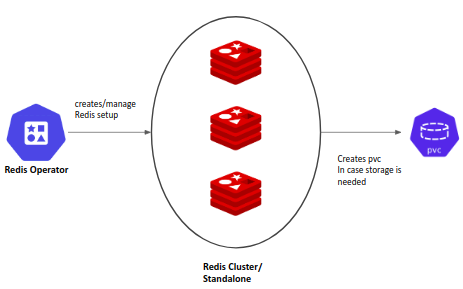 creates/manage
Redis setup
Redis Operator
Creates pvc
In case storage is
needed
pvc
Redis Cluster/
Standalone